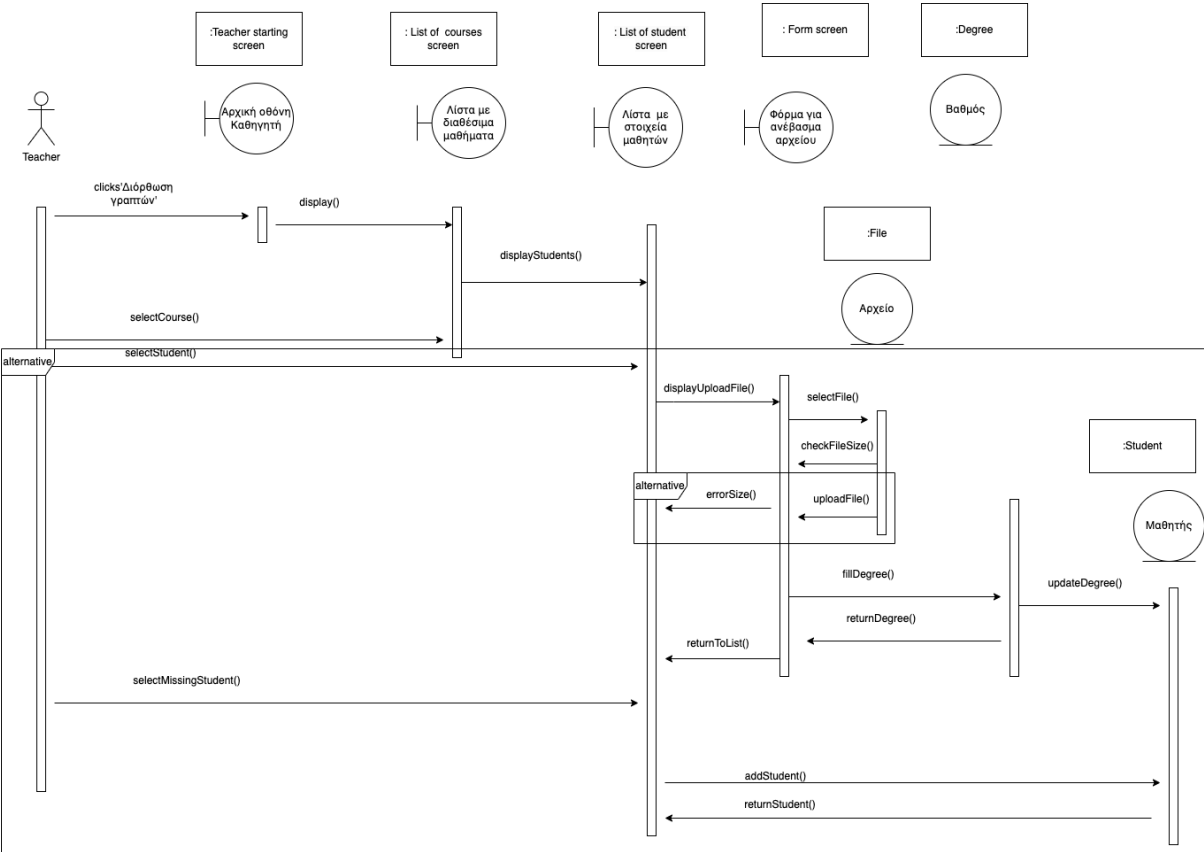 :Teacher starting
screen
: List of courses
screen
: List of student
screen
: Form screen
:Degree
Αρχική οθόνη
Καθηγητή
Λίστα με
διαθέσιμα
μαθήματα
Λίστα με
στοιχεία
μαθητών
Φόρμα για
ανέβασμα
αρχείου
Βαθμός
Teacher
clicks'Διόρθωση
γραπτών'
display()
:File
displayStudents()
Αρχείο
selectCourse()
alternative
selectStudent()
displayUploadFile()
selectFile()
checkFileSize()
:Student
alternative
errorSize()
uploadFile()
Μαθητής
fillDegree()
updateDegree()
returnDegree()
returnToList()
selectMissingStudent()
addStudent()
returnStudent()